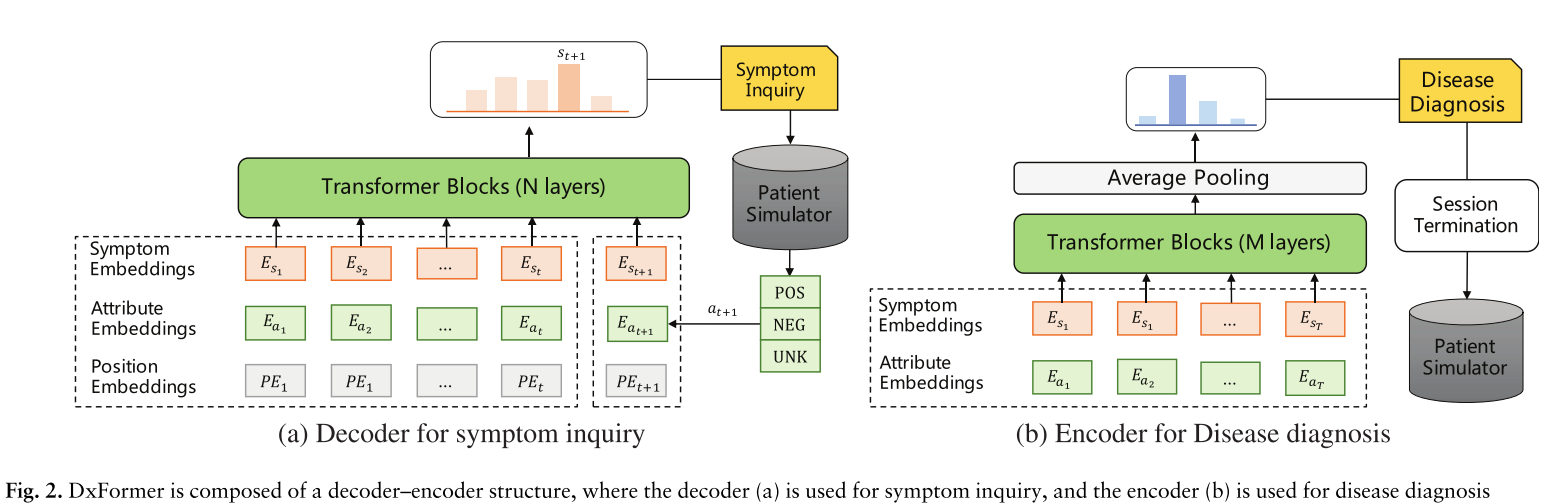 s_{t+1}
Symptom
Inquiry
Transformer Blocks (N layers)
Patient
Simulator
Symptom
Embeddings
E_{s_1} E_{s_2} ... E_{s_t} E_{s_{t+1}}
Attribute
Embeddings
E_{a_1} E_{a_2} ... E_{a_t} E_{a_{t+1}}
a_{t+1}
POS
NEG
UNK
Position
Embeddings
PE_1 PE_1 ... PE_t PE_{t+1}
(a) Decoder for symptom inquiry
Disease
Diagnosis
Average Pooling
Session
Termination
Transformer Blocks (M layers)
Symptom
Embeddings
E_{s_1} E_{s_1} ... E_{s_T}
Attribute
Embeddings
E_{a_1} E_{a_2} ... E_{a_T}
Patient
Simulator
(b) Encoder for Disease diagnosis
Fig. 2. DxFormer is composed of a decoder–encoder structure, where the decoder (a) is used for symptom inquiry, and the encoder (b) is used for disease diagnosis